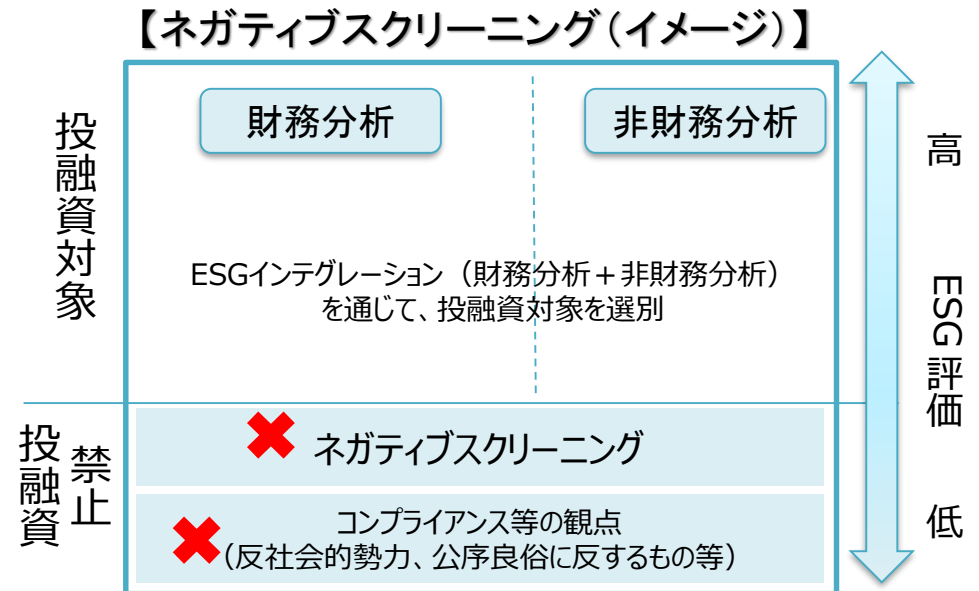 【ネガティブスクリーニング（イメージ）】
投融資対象
財務分析
非財務分析
ESGインテグレーション（財務分析＋非財務分析）
を通じて、投融資対象を選別
高
ESG評価
低
投融資
禁止
ネガティブスクリーニング
コンプライアンス等の観点
（反社会的勢力、公序良俗に反するもの等）